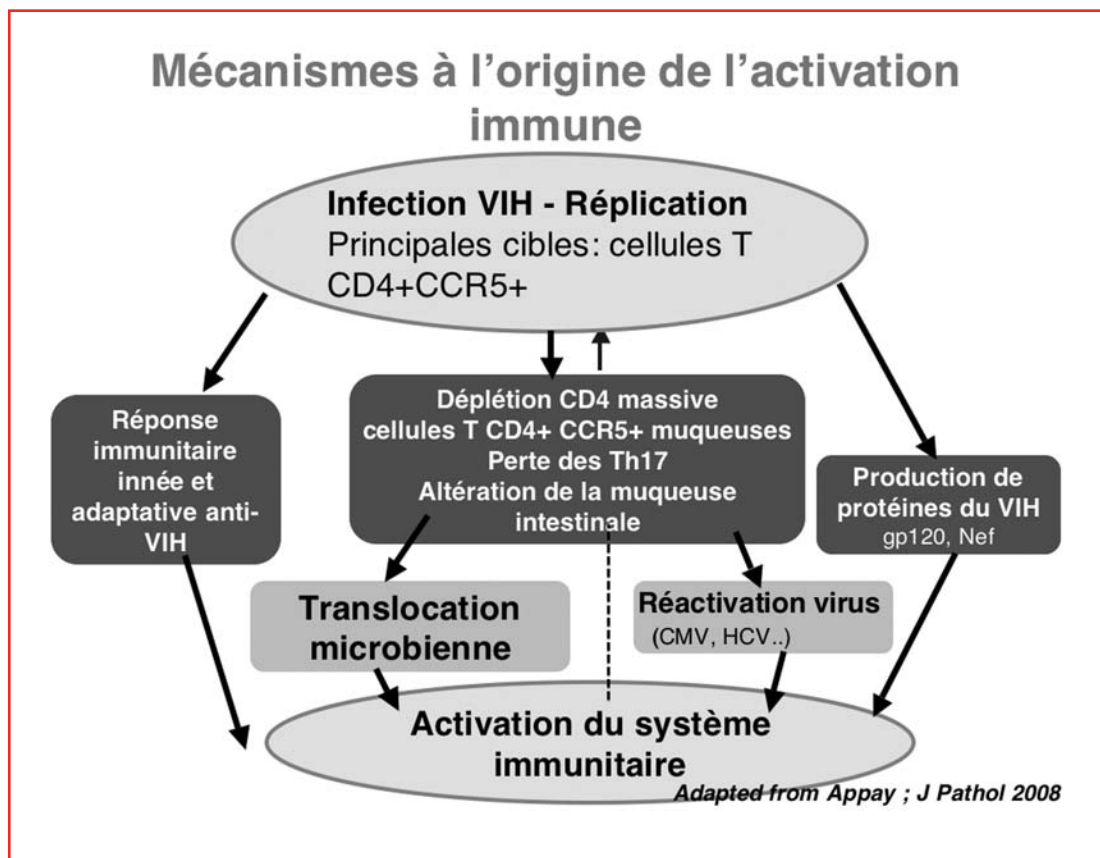 Mécanismes à l'origine de l'activation
immune
Infection VIH - Réplication
Principales cibles: cellules T
CD4+CCR5+
Réponse
immunitaire
innée et
adaptative anti-
VIH
Déplétion CD4 massive
cellules T CD4+ CCR5+ muqueuses
Perte des Th17
Altération de la muqueuse
intestinale
Production de
protéines du VIH
gp120, Nef
Translocation
microbienne
Réactivation virus
(CMV, HCV..)
Activation du système
immunitaire
Adapted from Appay ; J Pathol 2008